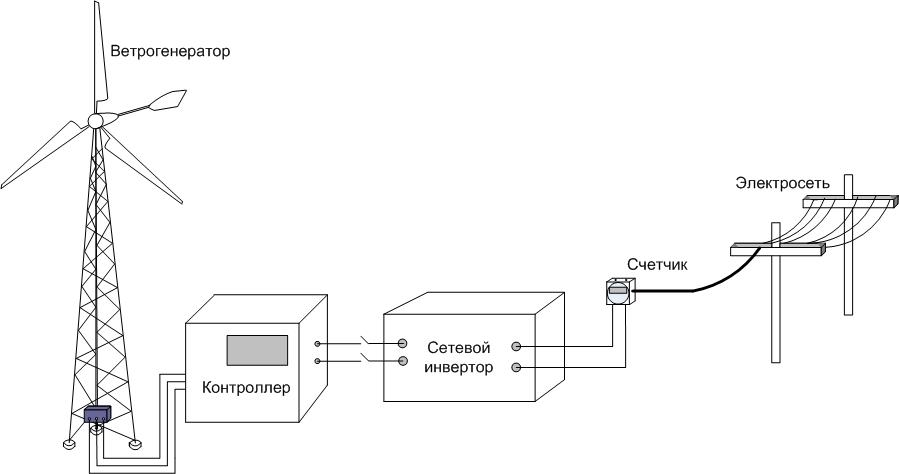 Ветрогенератор
Электросеть
Счетчик
Контроллер
Сетевой
инвертор